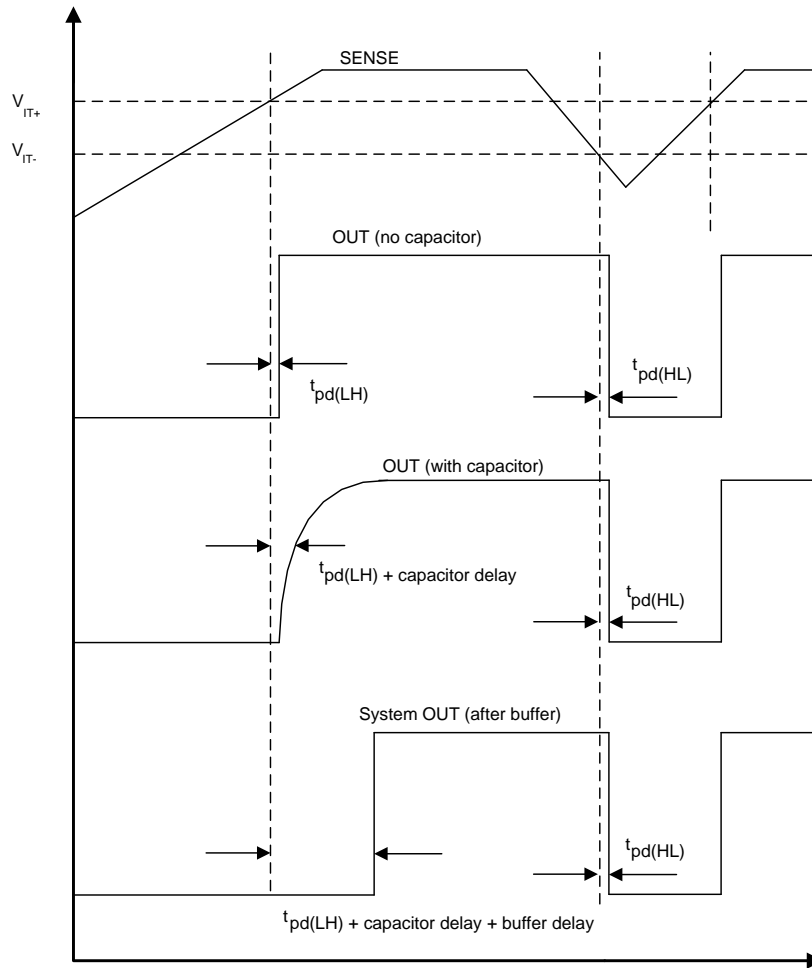 SENSE
V_IT+
V_IT-
OUT (no capacitor)
t_pd(LH)
t_pd(HL)
OUT (with capacitor)
t_pd(LH) + capacitor delay
t_pd(HL)
System OUT (after buffer)
t_pd(HL)
t_pd(LH) + capacitor delay + buffer delay